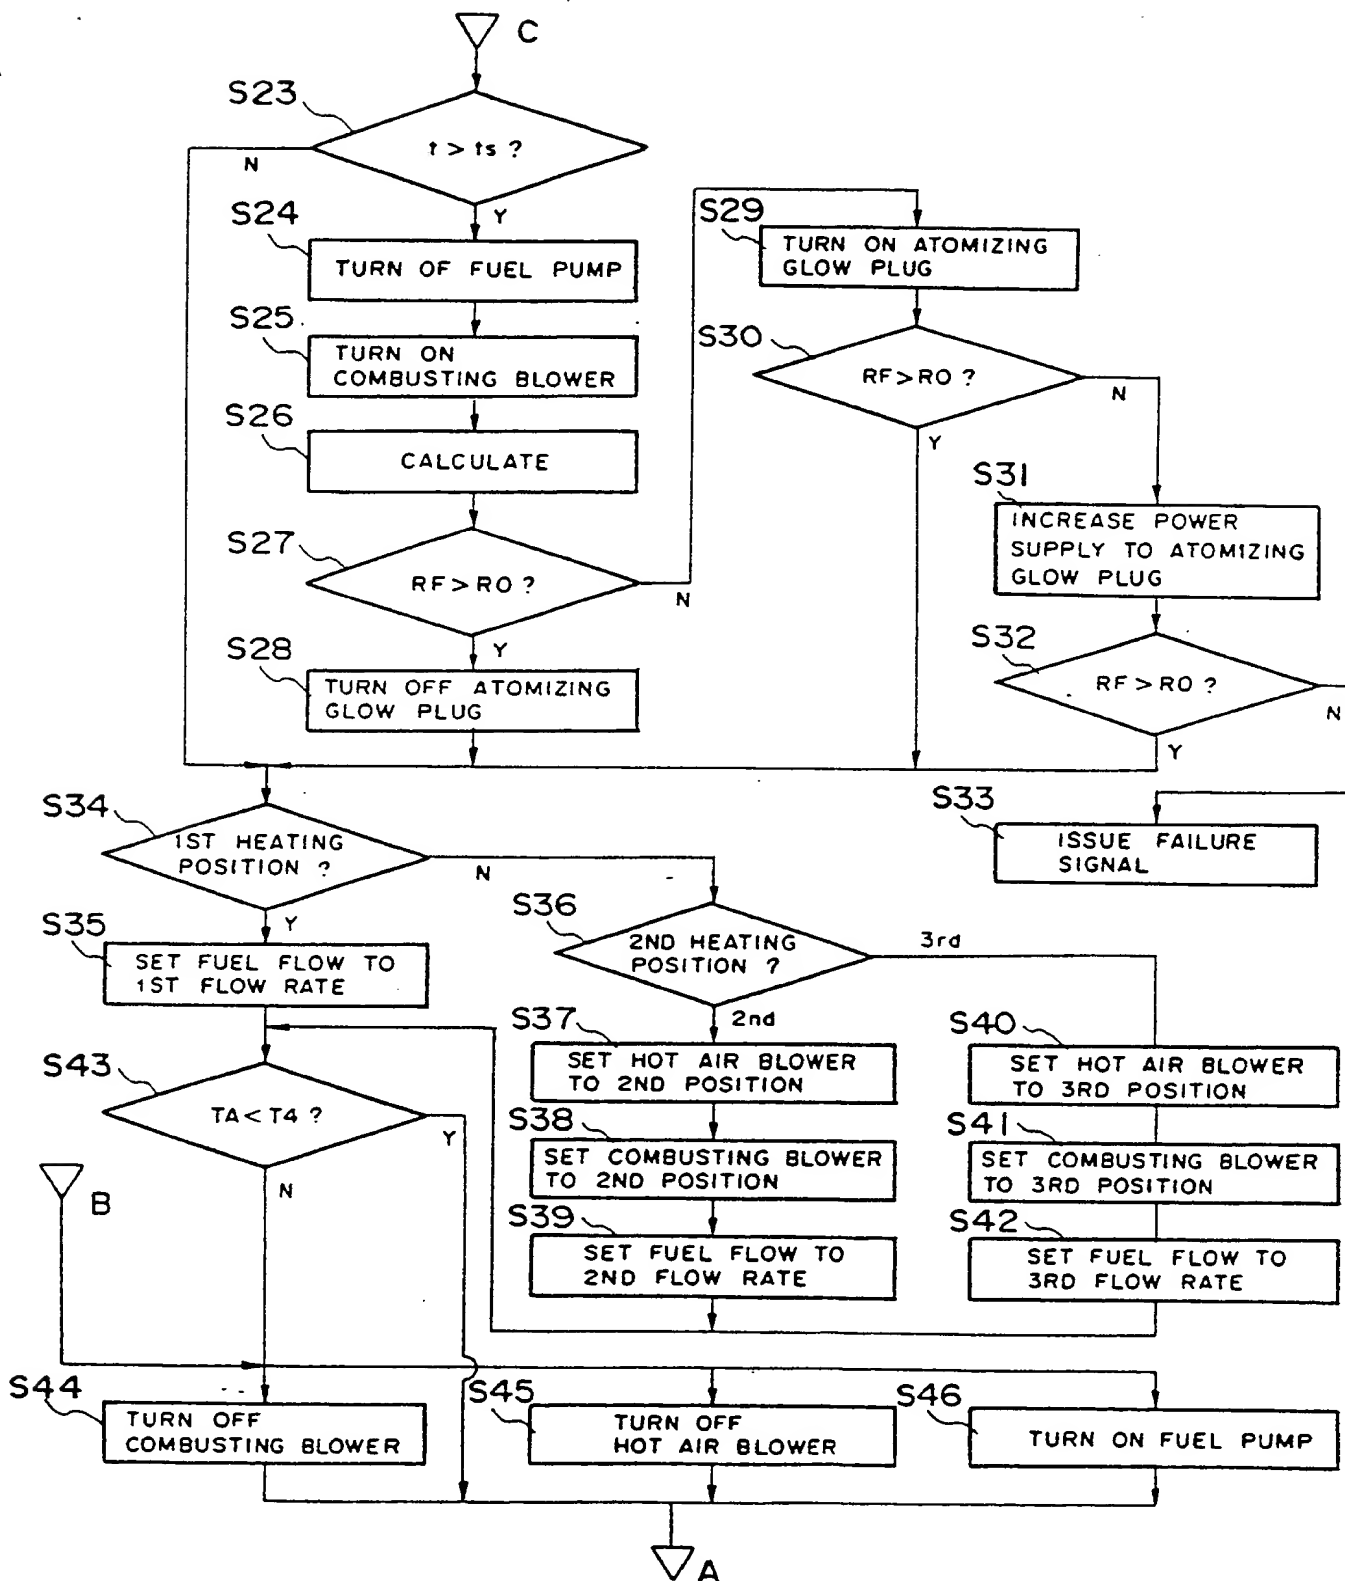 C
S23
t > ts ?
N
Y
S24
TURN OF FUEL PUMP
S25
TURN ON
COMBUSTING BLOWER
S26
CALCULATE
S27
RF > RO ?
N
Y
S28
TURN OFF ATOMIZING
GLOW PLUG
S29
TURN ON ATOMIZING
GLOW PLUG
S30
RF > RO ?
N
Y
S31
INCREASE POWER
SUPPLY TO ATOMIZING
GLOW PLUG
S32
RF > RO ?
N
Y
S33
ISSUE FAILURE
SIGNAL
S34
1ST HEATING
POSITION ?
N
Y
S35
SET FUEL FLOW TO
1ST FLOW RATE
S36
2ND HEATING
POSITION ?
3rd
2nd
S37
SET HOT AIR BLOWER
TO 2ND POSITION
S38
SET COMBUSTING BLOWER
TO 2ND POSITION
S39
SET FUEL FLOW TO
2ND FLOW RATE
S40
SET HOT AIR BLOWER
TO 3RD POSITION
S41
SET COMBUSTING BLOWER
TO 3RD POSITION
S42
SET FUEL FLOW TO
3RD FLOW RATE
S43
TA < T4 ?
Y
N
B
S44
TURN OFF
COMBUSTING BLOWER
S45
TURN OFF
HOT AIR BLOWER
S46
TURN ON FUEL PUMP
A